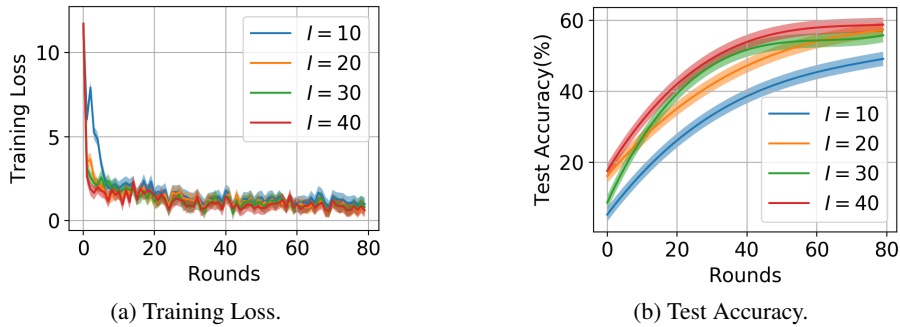 Training Loss
10
5
0
0
20
40
60
80
Rounds
I = 10
I = 20
I = 30
I = 40
(a) Training Loss.
Test Accuracy(%)
60
40
20
0
20
40
60
80
Rounds
I = 10
I = 20
I = 30
I = 40
(b) Test Accuracy.